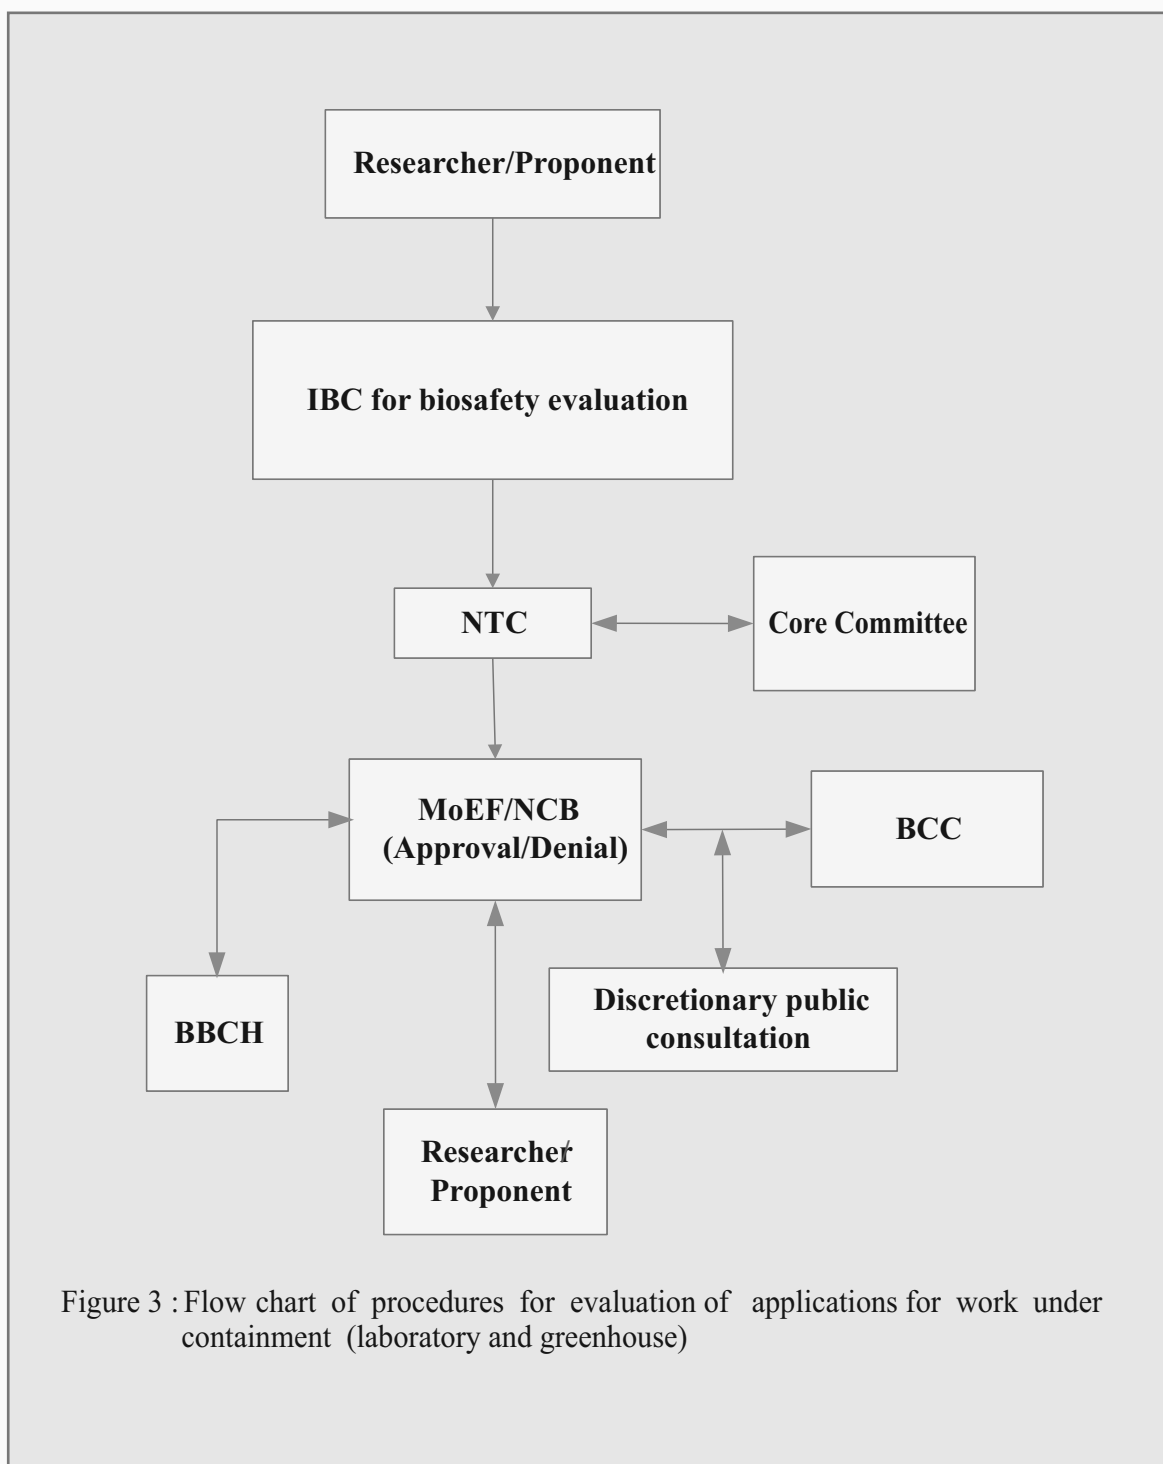 Researcher/Proponent
IBC for biosafety evaluation
NTC
Core Committee
MoEF/NCB
(Approval/Denial)
BCC
BBCH
Discretionary public
consultation
Researcher/
Proponent
Figure 3 : Flow chart of procedures for evaluation of applications for work under
containment (laboratory and greenhouse)